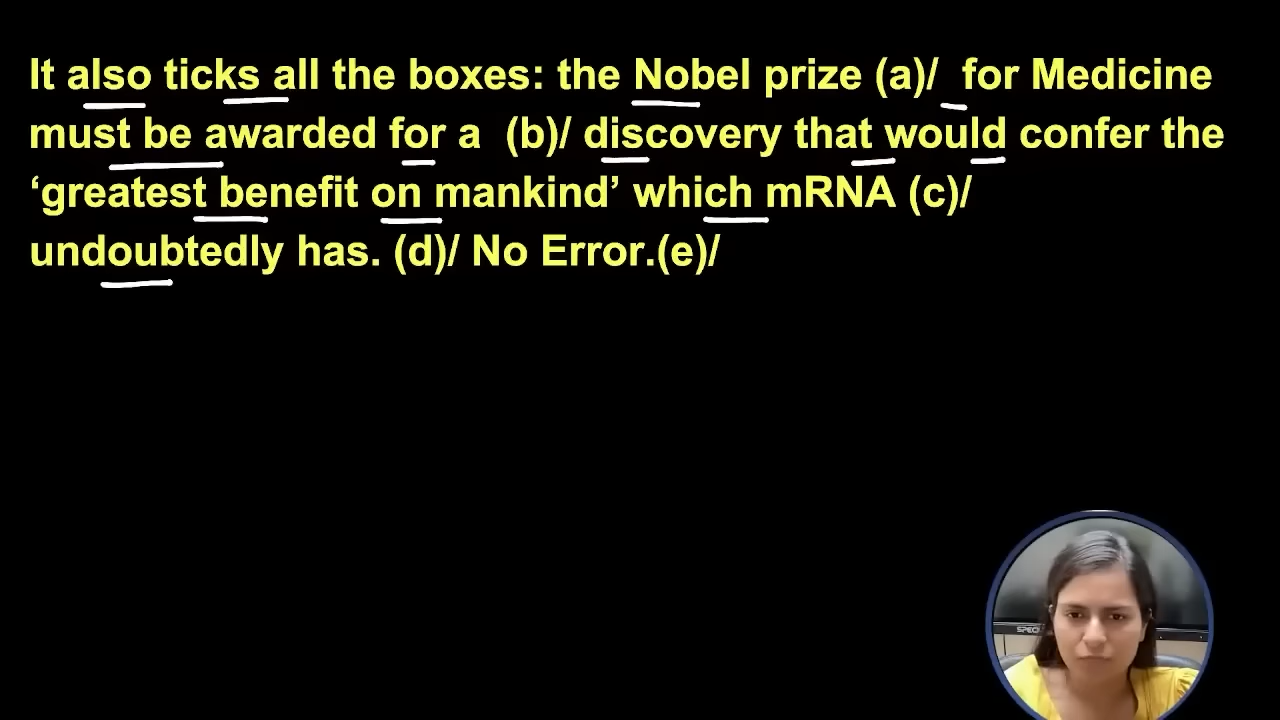 It also ticks all the boxes: the Nobel prize (a)/ for Medicine
must be awarded for a (b)/ discovery that would confer the
‘greatest benefit on mankind’ which mRNA (c)/
undoubtedly has. (d)/ No Error.(e)/